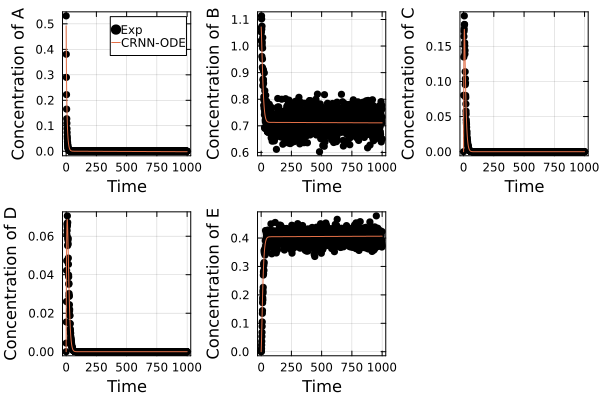 Concentration of A
0.5
0.4
0.3
0.2
0.1
0.0
0 250 500 750 1000
Time
Exp
CRNN-ODE
Concentration of B
1.1
1.0
0.9
0.8
0.7
0.6
0 250 500 750 1000
Time
Concentration of C
0.15
0.10
0.05
0.00
0 250 500 750 1000
Time
Concentration of D
0.06
0.04
0.02
0.00
0 250 500 750 1000
Time
Concentration of E
0.4
0.3
0.2
0.1
0.0
0 250 500 750 1000
Time